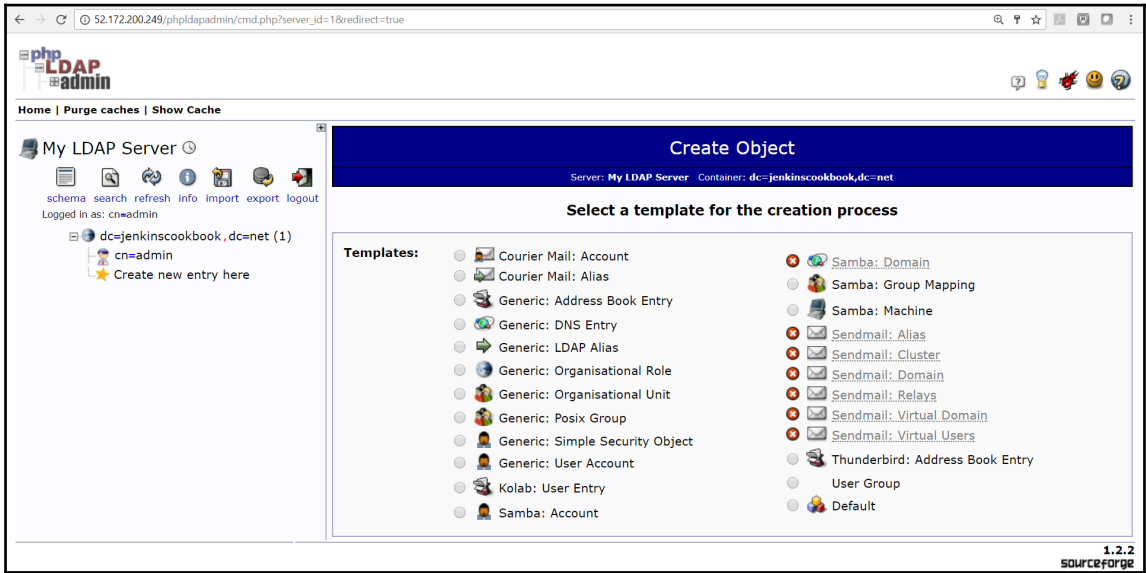 52.172.200.249/phpldapadmin/cmd.php?server_id=1&redirect=true
php
LDAP
admin
Home | Purge caches | Show Cache
My LDAP Server
schema search refresh info import export logout
Logged in as: cn=admin
dc=jenkinscookbook,dc=net (1)
cn=admin
Create new entry here
Create Object
Server: My LDAP Server Container: dc=jenkinscookbook,dc=net
Select a template for the creation process
Templates:
Courier Mail: Account
Courier Mail: Alias
Generic: Address Book Entry
Generic: DNS Entry
Generic: LDAP Alias
Generic: Organisational Role
Generic: Organisational Unit
Generic: Posix Group
Generic: Simple Security Object
Generic: User Account
Kolab: User Entry
Samba: Account
Samba: Domain
Samba: Group Mapping
Samba: Machine
Sendmail: Alias
Sendmail: Cluster
Sendmail: Domain
Sendmail: Relays
Sendmail: Virtual Domain
Sendmail: Virtual Users
Thunderbird: Address Book Entry
User Group
Default
1.2.2
sourceforge